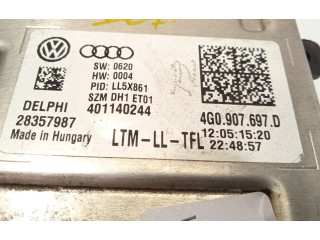 SW: 0620
HW: 0004
PID: LL5X861
SZM DH1 ET01
DELPHI 401140244
28357987
Made in Hungary
LTM-LL-TFL
4G0.907.697.D
12:05:15:20
22:48:57